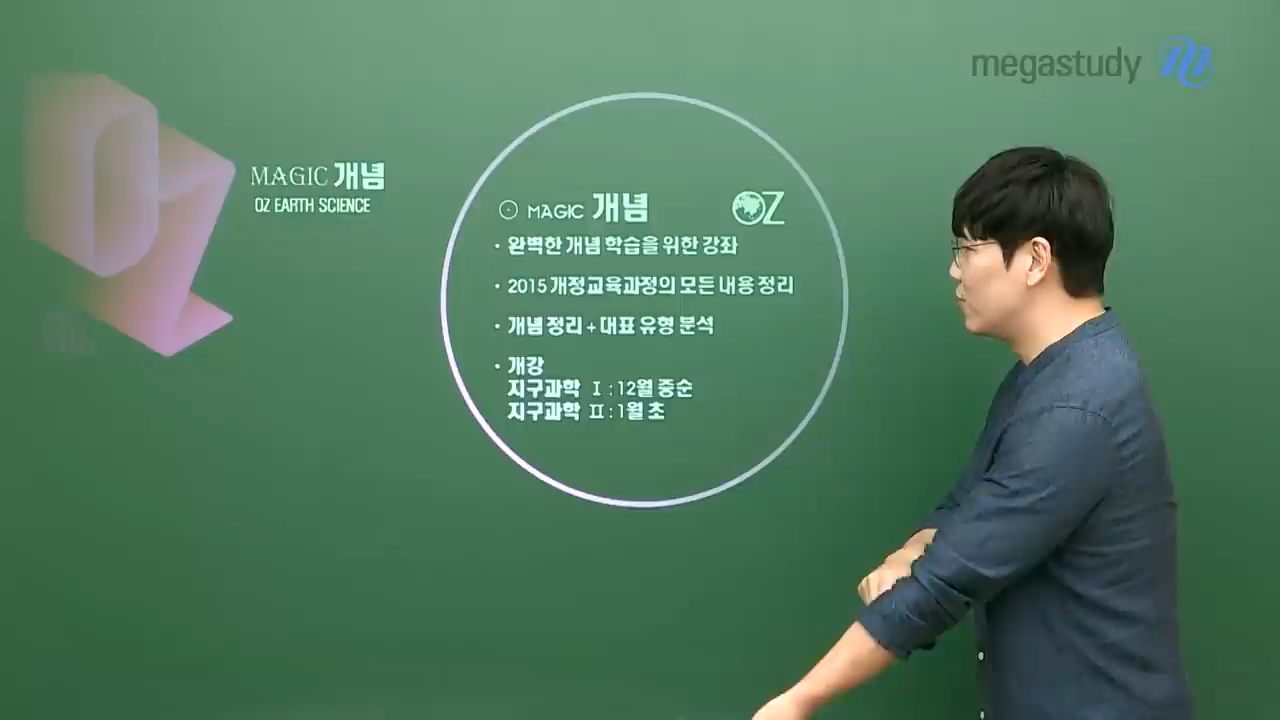 megastudy
MAGIC 개념
OZ EARTH SCIENCE
MAGIC 개념
OZ
• 완벽한 개념 학습을 위한 강좌
• 2015 개정교육과정의 모든 내용 정리
• 개념 정리 + 대표 유형 분석
• 개강
지구과학 Ⅰ : 12월 중순
지구과학 Ⅱ : 1월 초